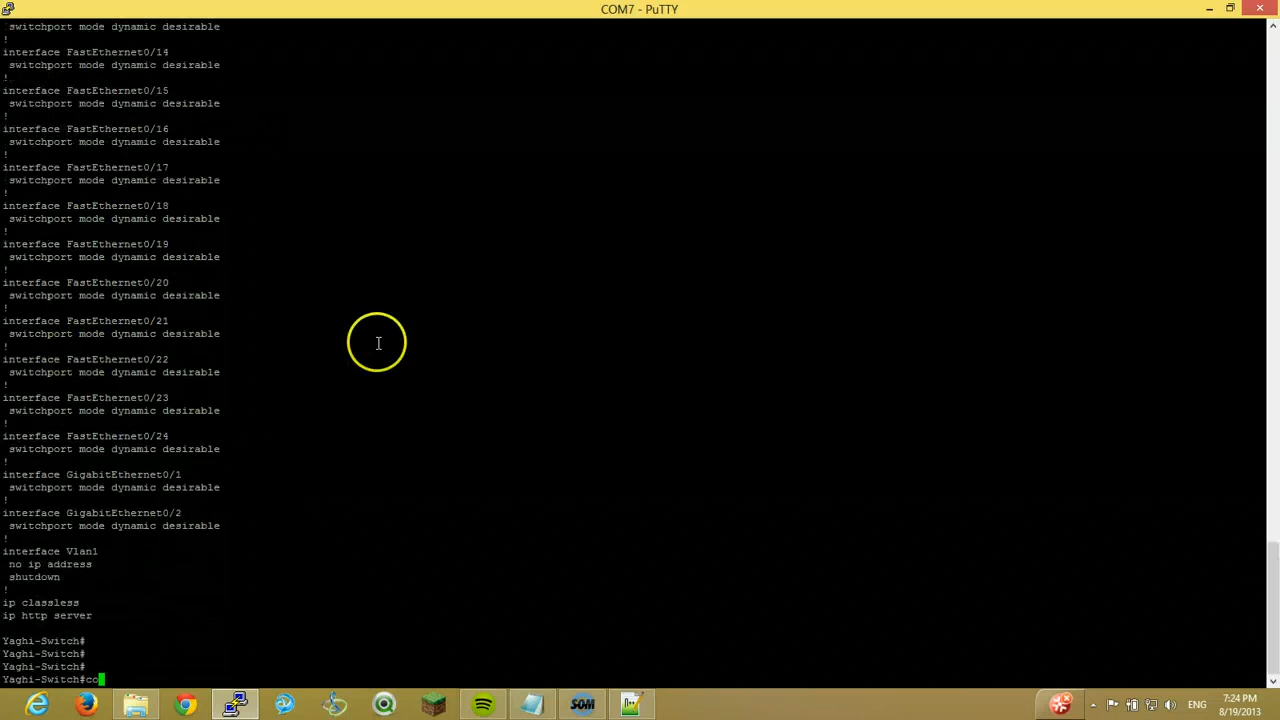 COM7 - PuTTY
switchport mode dynamic desirable
!
interface FastEthernet0/14
switchport mode dynamic desirable
!
interface FastEthernet0/15
switchport mode dynamic desirable
!
interface FastEthernet0/16
switchport mode dynamic desirable
!
interface FastEthernet0/17
switchport mode dynamic desirable
!
interface FastEthernet0/18
switchport mode dynamic desirable
!
interface FastEthernet0/19
switchport mode dynamic desirable
!
interface FastEthernet0/20
switchport mode dynamic desirable
!
interface FastEthernet0/21
switchport mode dynamic desirable
!
interface FastEthernet0/22
switchport mode dynamic desirable
!
interface FastEthernet0/23
switchport mode dynamic desirable
!
interface FastEthernet0/24
switchport mode dynamic desirable
!
interface GigabitEthernet0/1
switchport mode dynamic desirable
!
interface GigabitEthernet0/2
switchport mode dynamic desirable
!
interface Vlan1
no ip address
shutdown
!
ip classless
ip http server
Yaghi-Switch#
Yaghi-Switch#
Yaghi-Switch#
Yaghi-Switch#co
SOM
ENG
7:24 PM
8/19/2013